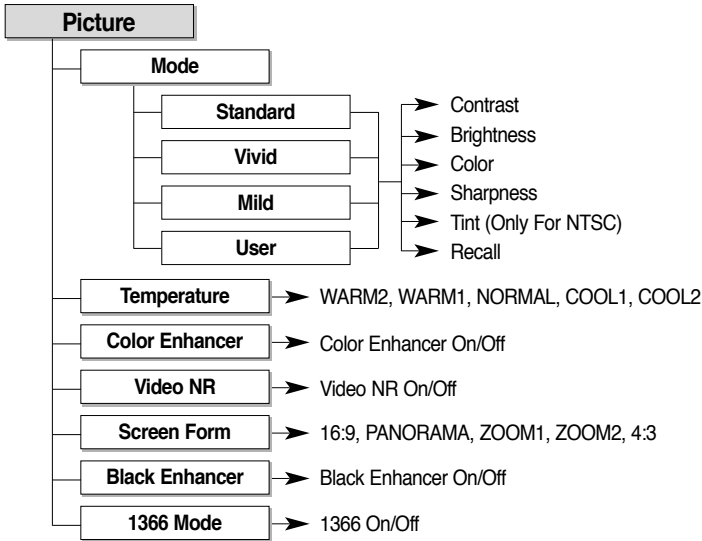 Picture
Mode
Standard
Vivid
Mild
User
Contrast
Brightness
Color
Sharpness
Tint (Only For NTSC)
Recall
Temperature
WARM2, WARM1, NORMAL, COOL1, COOL2
Color Enhancer
Color Enhancer On/Off
Video NR
Video NR On/Off
Screen Form
16:9, PANORAMA, ZOOM1, ZOOM2, 4:3
Black Enhancer
Black Enhancer On/Off
1366 Mode
1366 On/Off